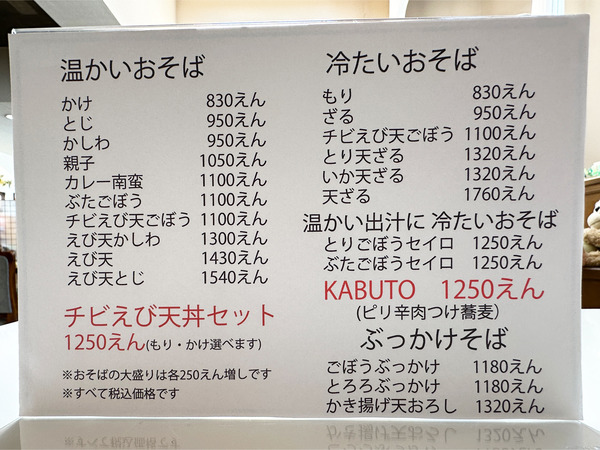 温かいおそば
かけ 830えん
とじ 950えん
かしわ 950えん
親子 1050えん
カレー南蛮 1100えん
ぶたごぼう 1100えん
チビえび天ごぼう 1100えん
えび天かしわ 1300えん
えび天 1430えん
えび天とじ 1540えん
チビえび天丼セット
1250えん(もり・かけ選べます)
※おそばの大盛りは各250えん増しです
※すべて税込価格です
冷たいおそば
もり 830えん
ざる 950えん
チビえび天ごぼう 1100えん
とり天ざる 1320えん
いか天ざる 1320えん
天ざる 1760えん
温かい出汁に 冷たいおそば
とりごぼうセイロ 1250えん
ぶたごぼうセイロ 1250えん
KABUTO 1250えん
(ピリ辛肉つけ蕎麦)
ぶっかけそば
ごぼうぶっかけ 1180えん
とろろぶっかけ 1180えん
かき揚げ天おろし 1320えん